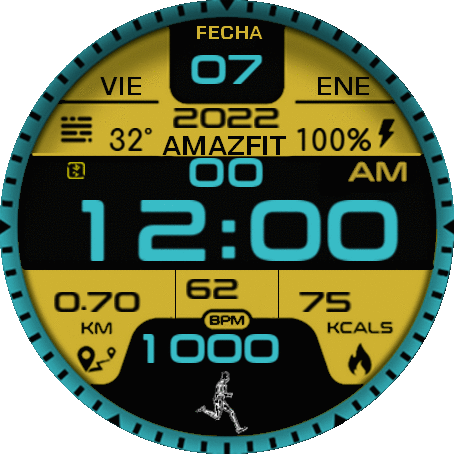 FECHA
07
VIE ENE
2022
32° AMAZFIT 100%
00 AM
12:00
0.70 62 75
KM BPM KCALS
1000